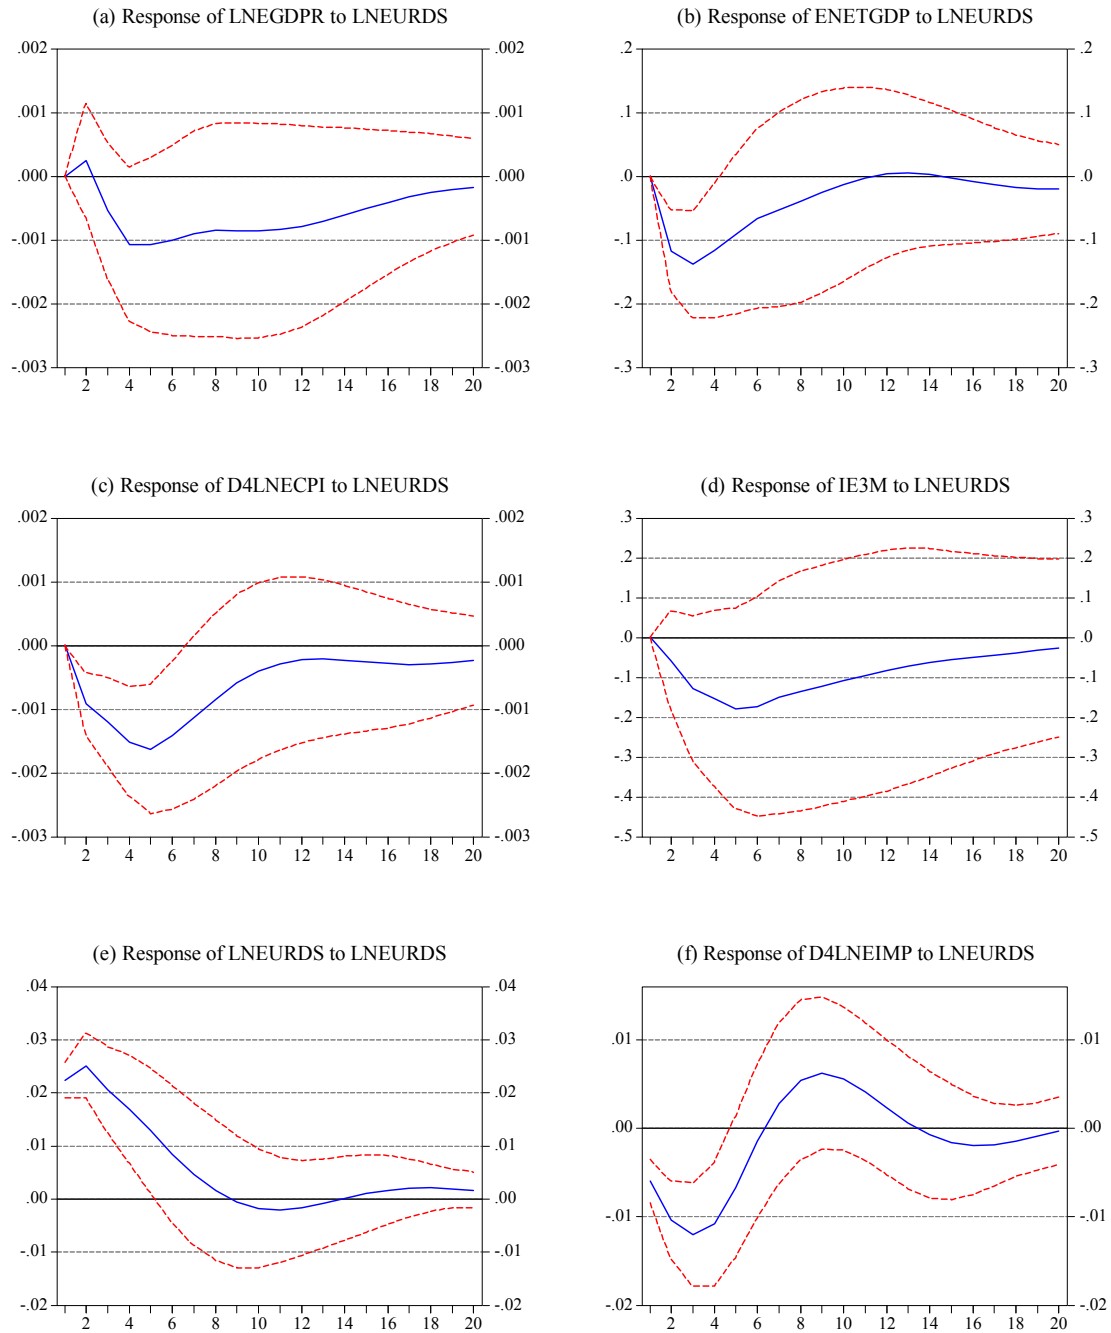 (a) Response of LNEGDPR to LNEURDS
(b) Response of ENETGDP to LNEURDS
.002 .002 .2 .2
.001 .001 .1 .1
.000 .000 .0 .0
-.001 -.001 -.1 -.1
-.002 -.002 -.2 -.2
-.003 -.003 -.3 -.3
2 4 6 8 10 12 14 16 18 20 2 4 6 8 10 12 14 16 18 20
(c) Response of D4LNECPI to LNEURDS
(d) Response of IE3M to LNEURDS
.002 .002
.001 .001
.000 .000
-.001 -.001
-.002 -.002
-.003 -.003
2 4 6 8 10 12 14 16 18 20
.3 .3
.2 .2
.1 .1
.0 .0
-.1 -.1
-.2 -.2
-.3 -.3
-.4 -.4
-.5 -.5
2 4 6 8 10 12 14 16 18 20
(e) Response of LNEURDS to LNEURDS
(f) Response of D4LNEIMP to LNEURDS
.04 .04
.03 .03
.02 .02
.01 .01
.00 .00
-.01 -.01
-.02 -.02
2 4 6 8 10 12 14 16 18 20
.01 .01
.00 .00
-.01 -.01
-.02 -.02
2 4 6 8 10 12 14 16 18 20